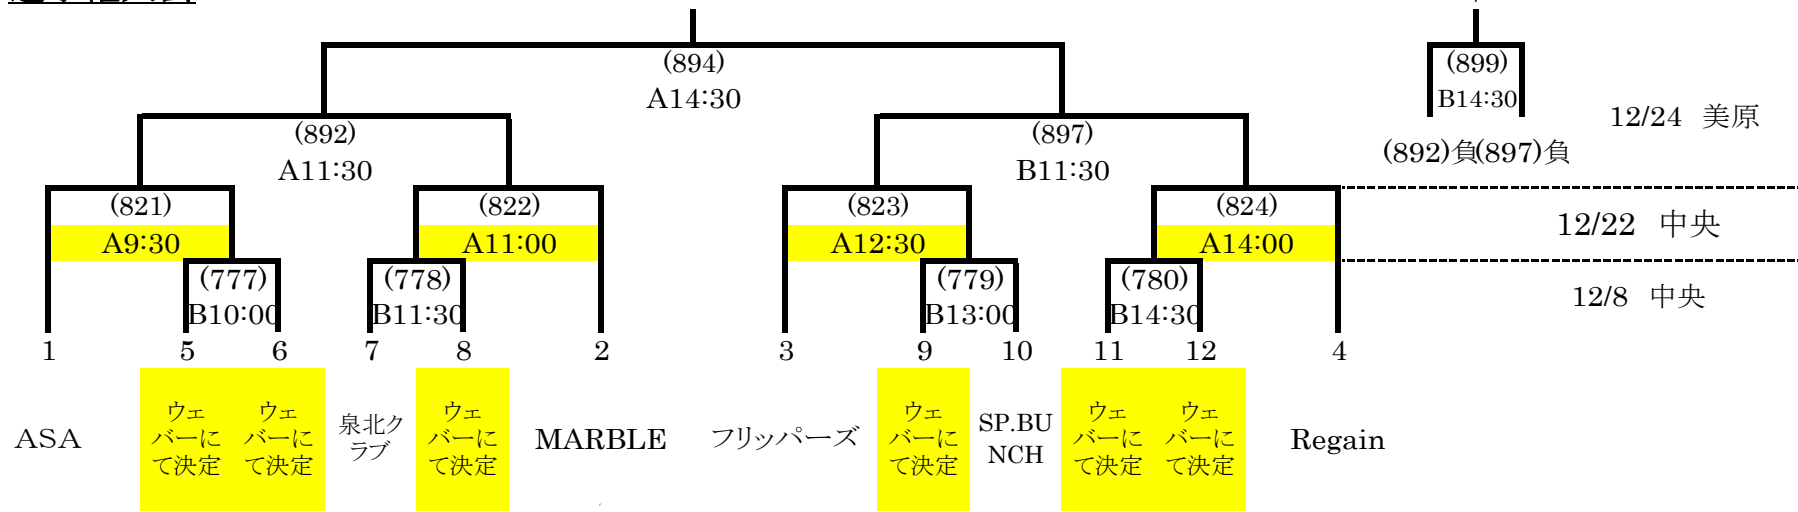 (894)
A14:30
(899)
B14:30
12/24 美原
(892)負(897)負
(892)
A11:30
(897)
B11:30
(821)
A9:30
(822)
A11:00
(823)
A12:30
(824)
A14:00
12/22 中央
(777)
B10:00
(778)
B11:30
(779)
B13:00
(780)
B14:30
12/8 中央
1 5 6 7 8 2 3 9 10 11 12 4
ASA
ウェ
バーに
て決定
ウェ
バーに
て決定
泉北ク
ラブ
ウェ
バーに
て決定
MARBLE
フリッパーズ
ウェ
バーに
て決定
SP.BU
NCH
ウェ
バーに
て決定
ウェ
バーに
て決定
Regain